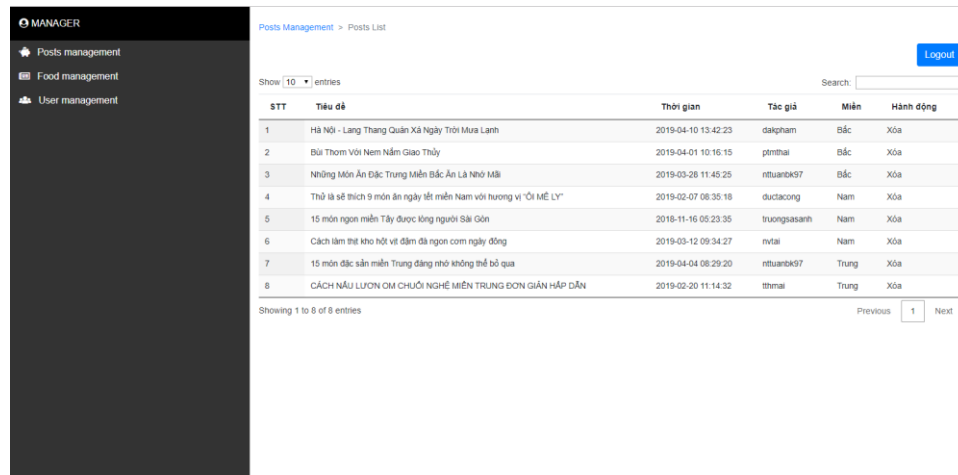 MANAGER
Posts management
Food management
User management
Posts Management > Posts List
Logout
Show 10 entries
Search:
STT Tiêu đề Thời gian Tác giả Miền Hành động
1 Hà Nội - Lang Thang Quán Xá Ngày Trời Mưa Lạnh 2019-04-10 13:42:23 dakpham Bắc Xóa
2 Bùi Thơm Với Nem Nắm Giao Thủy 2019-04-01 10:16:15 ptmthai Bắc Xóa
3 Những Món Ăn Đặc Trưng Miền Bắc Ăn Là Nhớ Mãi 2019-03-28 11:45:25 nttuanbk97 Bắc Xóa
4 Thử là sẽ thích 9 món ăn ngày tết miền Nam với hương vị "ÔI MÊ LY" 2019-02-07 08:35:18 ductacong Nam Xóa
5 15 món ngon miền Tây được lòng người Sài Gòn 2018-11-16 05:23:35 truongsasanh Nam Xóa
6 Cách làm thịt kho hột vịt đậm đà ngon cơm ngày đông 2019-03-12 09:34:27 nvtai Nam Xóa
7 15 món đặc sản miền Trung đáng nhớ không thể bỏ qua 2019-04-04 08:29:20 nttuanbk97 Trung Xóa
8 CÁCH NẤU LƯƠN OM CHUỐI NGHỆ MIỀN TRUNG ĐƠN GIẢN HẤP DẪN 2019-02-20 11:14:32 tthmai Trung Xóa
Showing 1 to 8 of 8 entries
Previous 1 Next